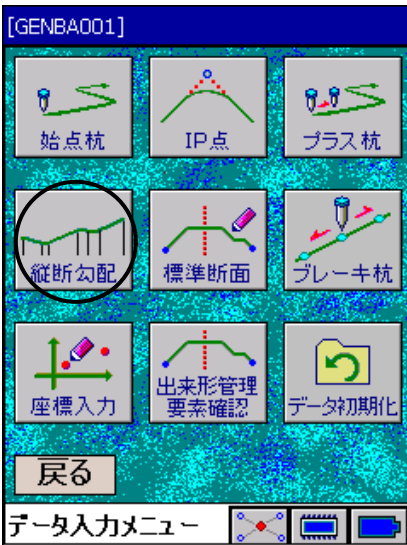 [GENBA001]
始点杭
IP点
プラス杭
縦断勾配
標準断面
ブレーキ杭
座標入力
出来形管理
要素確認
データ初期化
戻る
データ入力メニュー